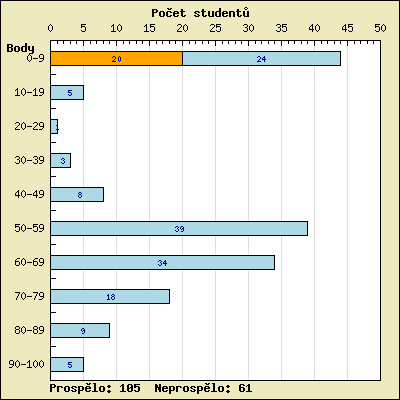 Počet studentů
0 5 10 15 20 25 30 35 40 45 50
Body
0-9 20 24
10-19 5
20-29 1
30-39 3
40-49 8
50-59 39
60-69 34
70-79 18
80-89 9
90-100 5
Prospělo: 105 Neprospělo: 61